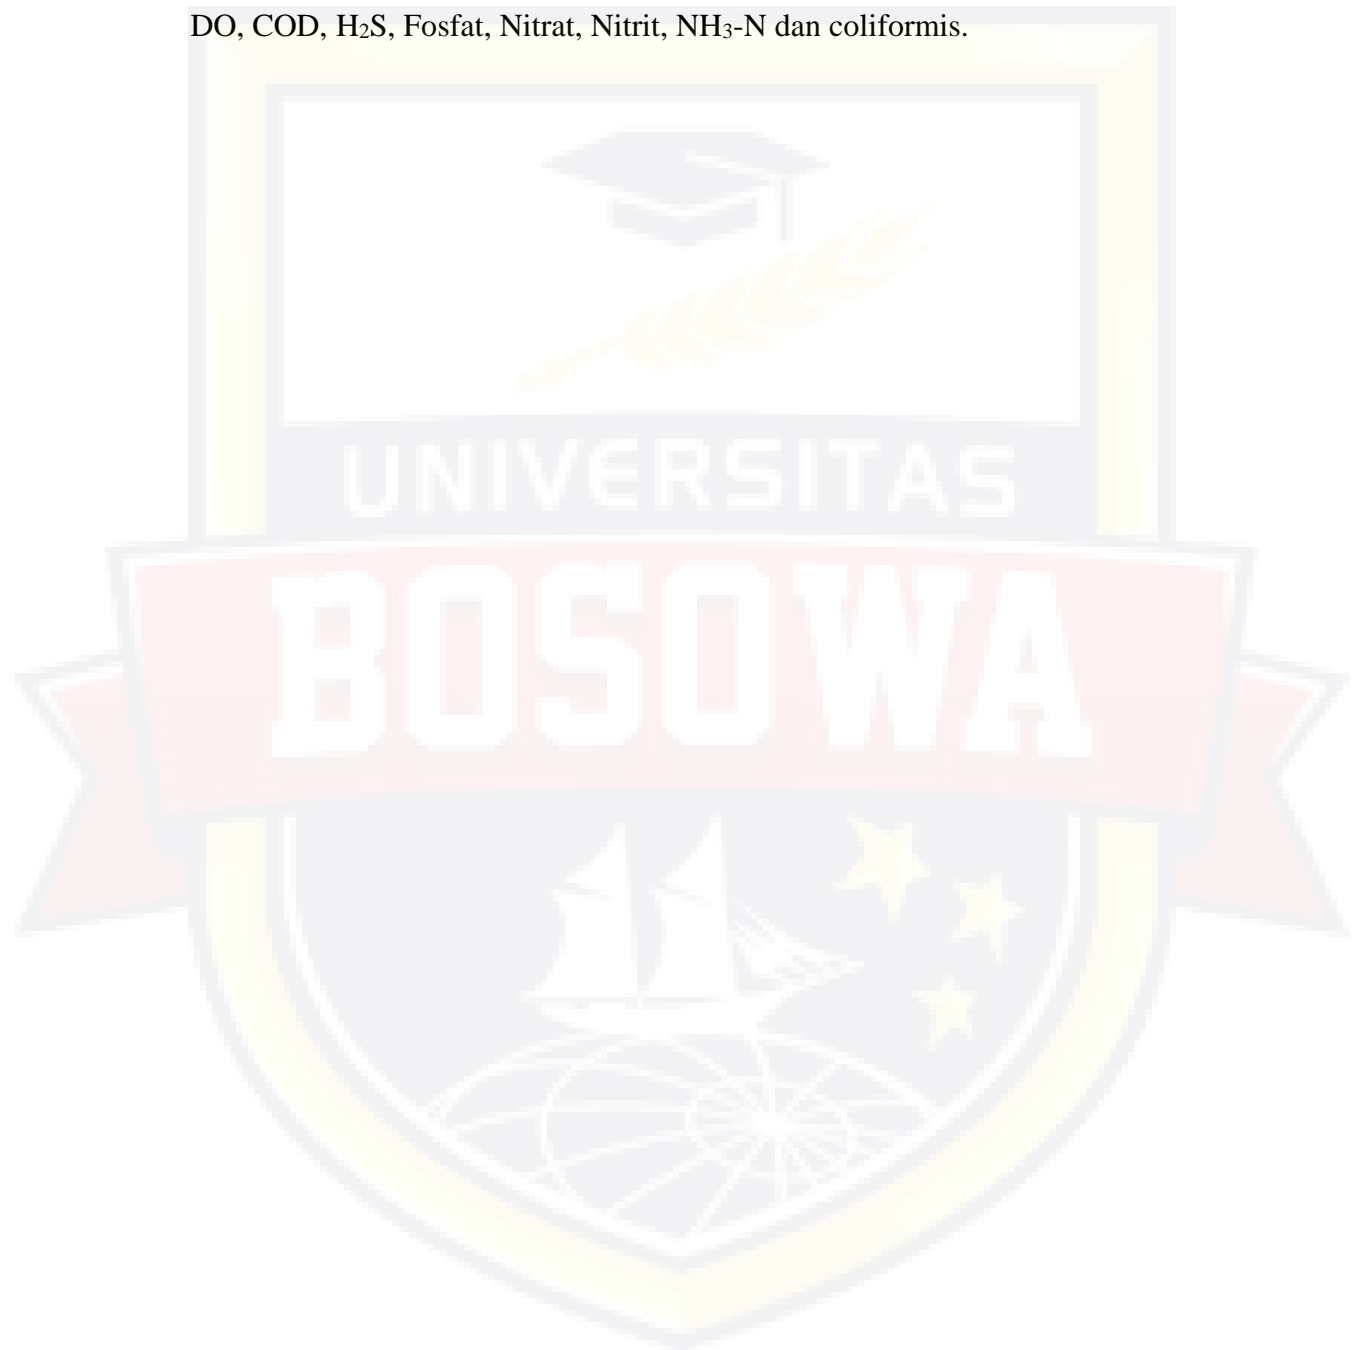 DO, COD, H₂S, Fosfat, Nitrat, Nitrit, NH₃-N dan coliformis.
UNIVERSITAS
BOSOWA